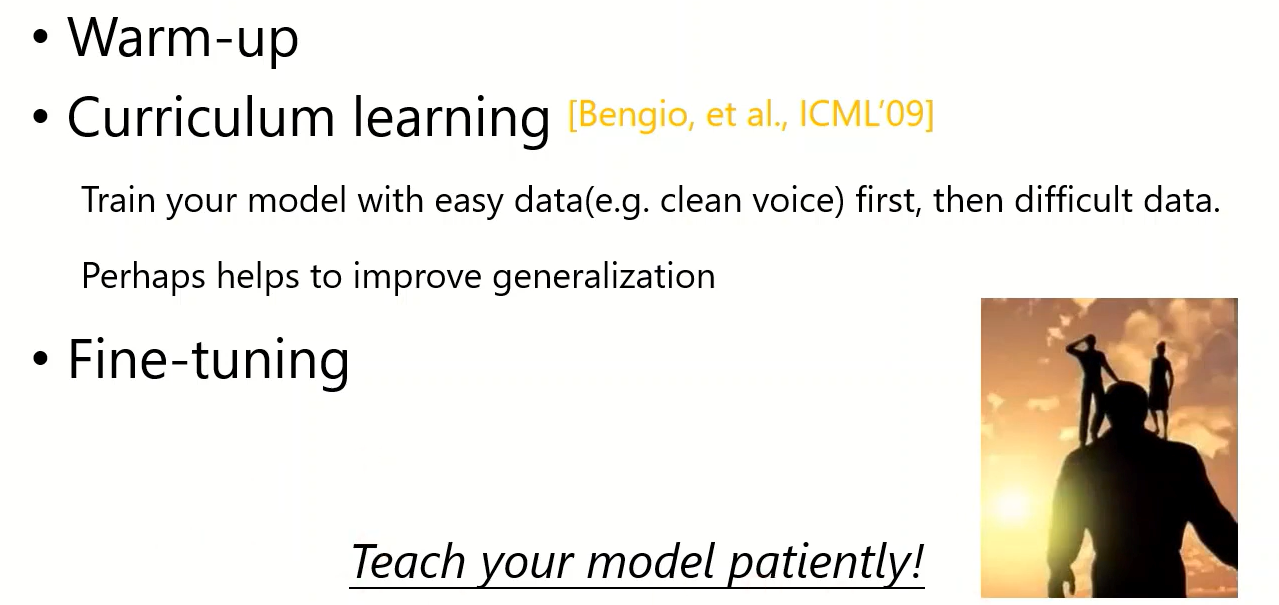 • Warm-up
• Curriculum learning [Bengio, et al., ICML’09]
Train your model with easy data(e.g. clean voice) first, then difficult data.
Perhaps helps to improve generalization
• Fine-tuning
Teach your model patiently!